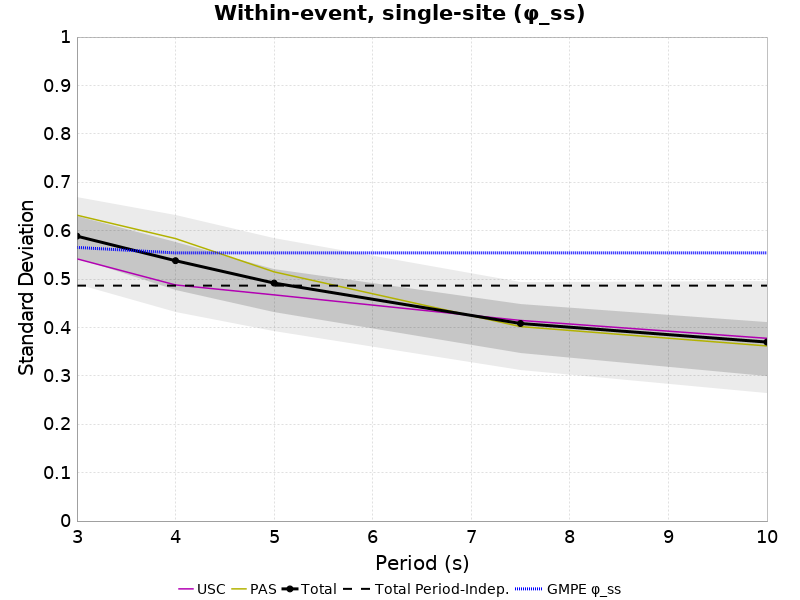 Within-event, single-site (φ_ss)
Standard Deviation
1
0.9
0.8
0.7
0.6
0.5
0.4
0.3
0.2
0.1
0
3 4 5 6 7 8 9 10
Period (s)
USC PAS Total Total Period-Indep. GMPE φ_ss